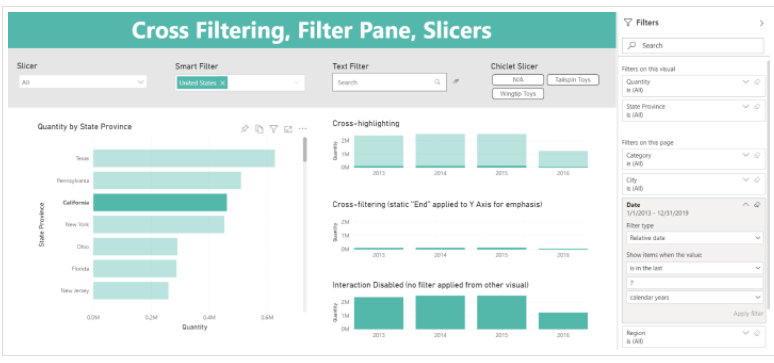 Cross Filtering, Filter Pane, Slicers
Slicer
All
Smart Filter
United States ×
Text Filter
Search
Chiclet Slicer
N/A
Tailspin Toys
Wingtip Toys
Quantity by State Province
State Province
Texas
Pennsylvania
California
New York
Ohio
Florida
New Jersey
0.0M 0.2M 0.4M 0.6M
Quantity
Cross-highlighting
Quantity
2M
1M
0M
2013 2014 2015 2016
Cross-filtering (static "End" applied to Y Axis for emphasis)
Quantity
2M
1M
0M
2013 2014 2015 2016
Interaction Disabled (no filter applied from other visual)
Quantity
2M
1M
0M
2013 2014 2015 2016
Filters
Search
Filters on this visual
Quantity
is (All)
State Province
is (All)
Filters on this page
Category
is (All)
City
is (All)
Date
1/1/2013 - 12/31/2019
Filter type
Relative date
Show items when the value:
is in the last
7
calendar years
Apply filter
Region
is (All)